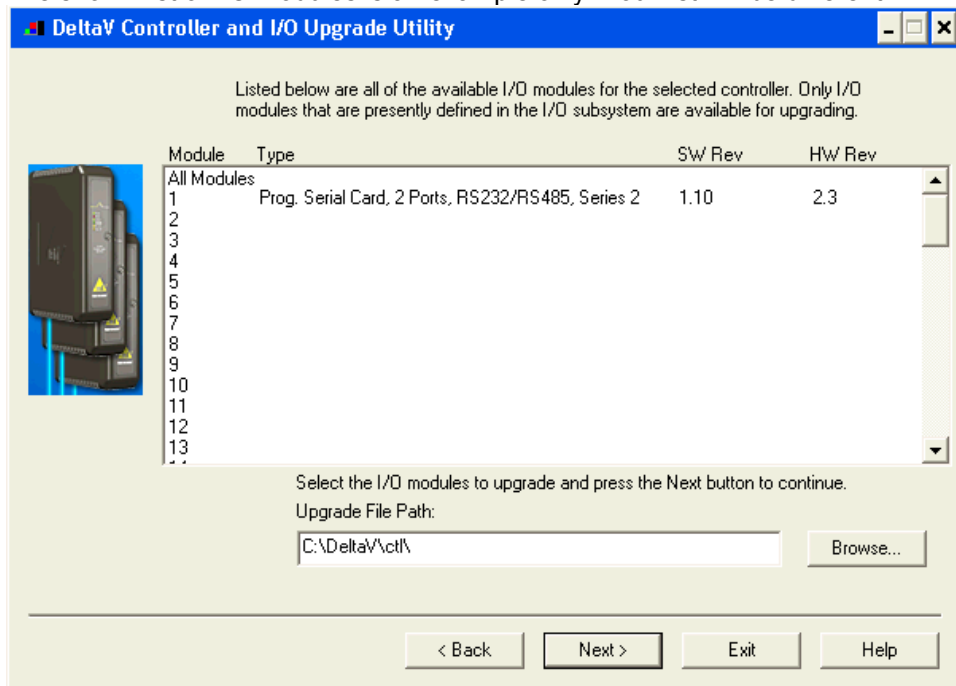 DeltaV Controller and I/O Upgrade Utility
Listed below are all of the available I/O modules for the selected controller. Only I/O
modules that are presently defined in the I/O subsystem are available for upgrading.
Module Type SW Rev HW Rev
All Modules
1 Prog. Serial Card, 2 Ports, RS232/RS485, Series 2 1.10 2.3
2
3
4
5
6
7
8
9
10
11
12
13
Select the I/O modules to upgrade and press the Next button to continue.
Upgrade File Path:
C:\DeltaV\ctl\
Browse...
< Back Next > Exit Help